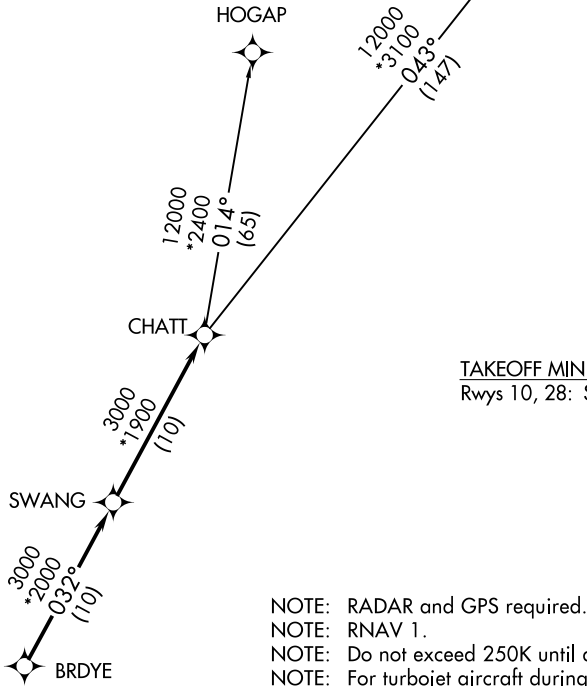 HOGAP
12000
*3100
043°
(147)
12000
*2400
014°
(65)
CHATT
3000
*1900
(10)
TAKEOFF MIN
Rwys 10, 28:
SWANG
3000
*2000
032°
(10)
BRDYE
NOTE: RADAR and GPS required.
NOTE: RNAV 1.
NOTE: Do not exceed 250K until
NOTE: For turbojet aircraft during